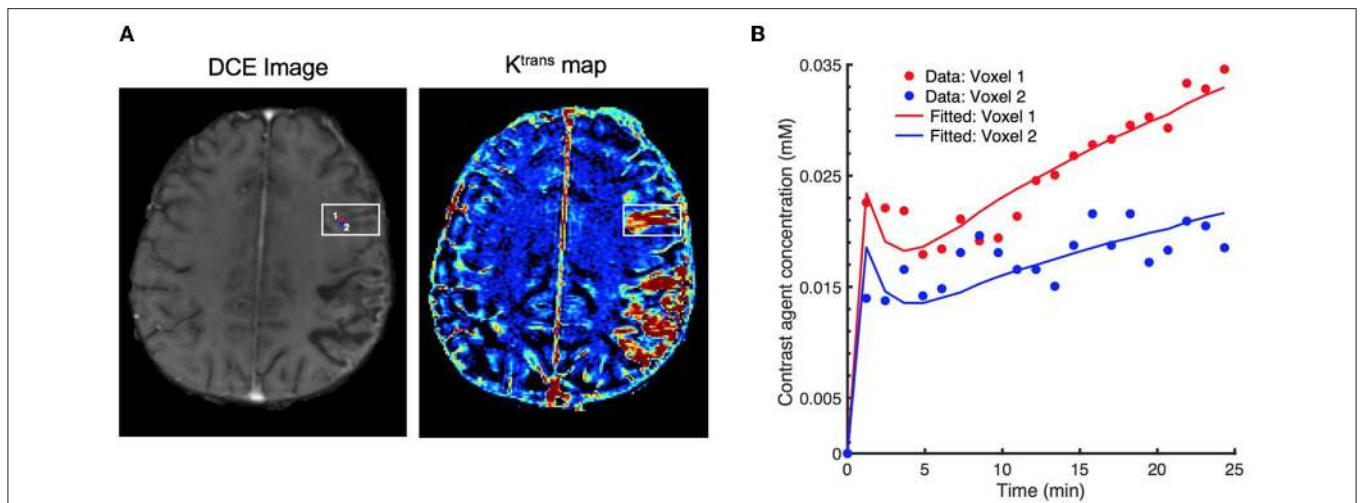 A
DCE Image
K^trans map
1
2
B
Data: Voxel 1
Data: Voxel 2
Fitted: Voxel 1
Fitted: Voxel 2
Contrast agent concentration (mM)
0.035
0.025
0.015
0.005
0
0 5 10 15 20 25
Time (min)